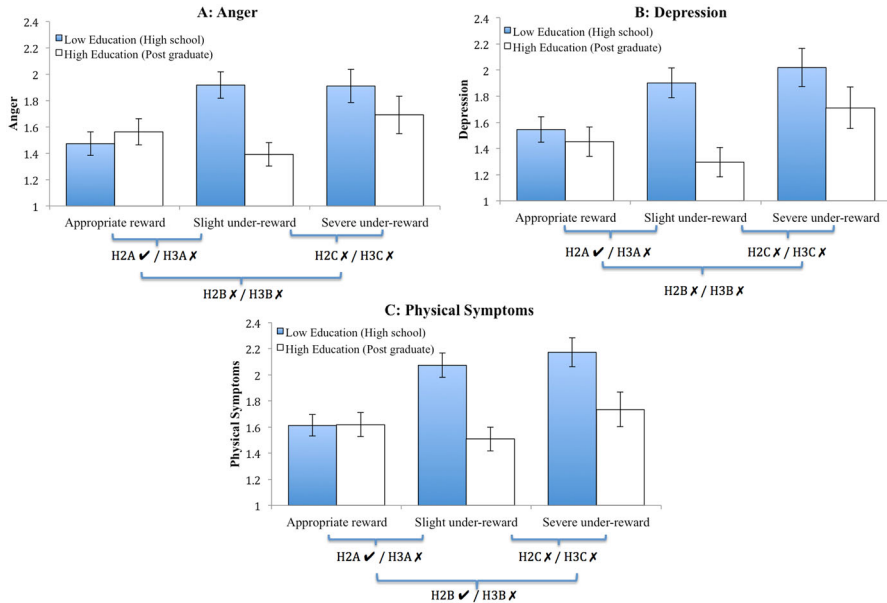 A: Anger
2.4
2.2
2
1.8
1.6
1.4
1.2
1
Anger
Low Education (High school)
High Education (Post graduate)
Appropriate reward Slight under-reward Severe under-reward
H2A ✔ / H3A ✗ H2C ✗ / H3C ✗
H2B ✗ / H3B ✗
B: Depression
2.4
2.2
2
1.8
1.6
1.4
1.2
1
Depression
Low Education (High school)
High Education (Post graduate)
Appropriate reward Slight under-reward Severe under-reward
H2A ✔ / H3A ✗ H2C ✗ / H3C ✗
H2B ✗ / H3B ✗
C: Physical Symptoms
2.4
2.2
2
1.8
1.6
1.4
1.2
1
Physical Symptoms
Low Education (High school)
High Education (Post graduate)
Appropriate reward Slight under-reward Severe under-reward
H2A ✔ / H3A ✗ H2C ✗ / H3C ✗
H2B ✔ / H3B ✗